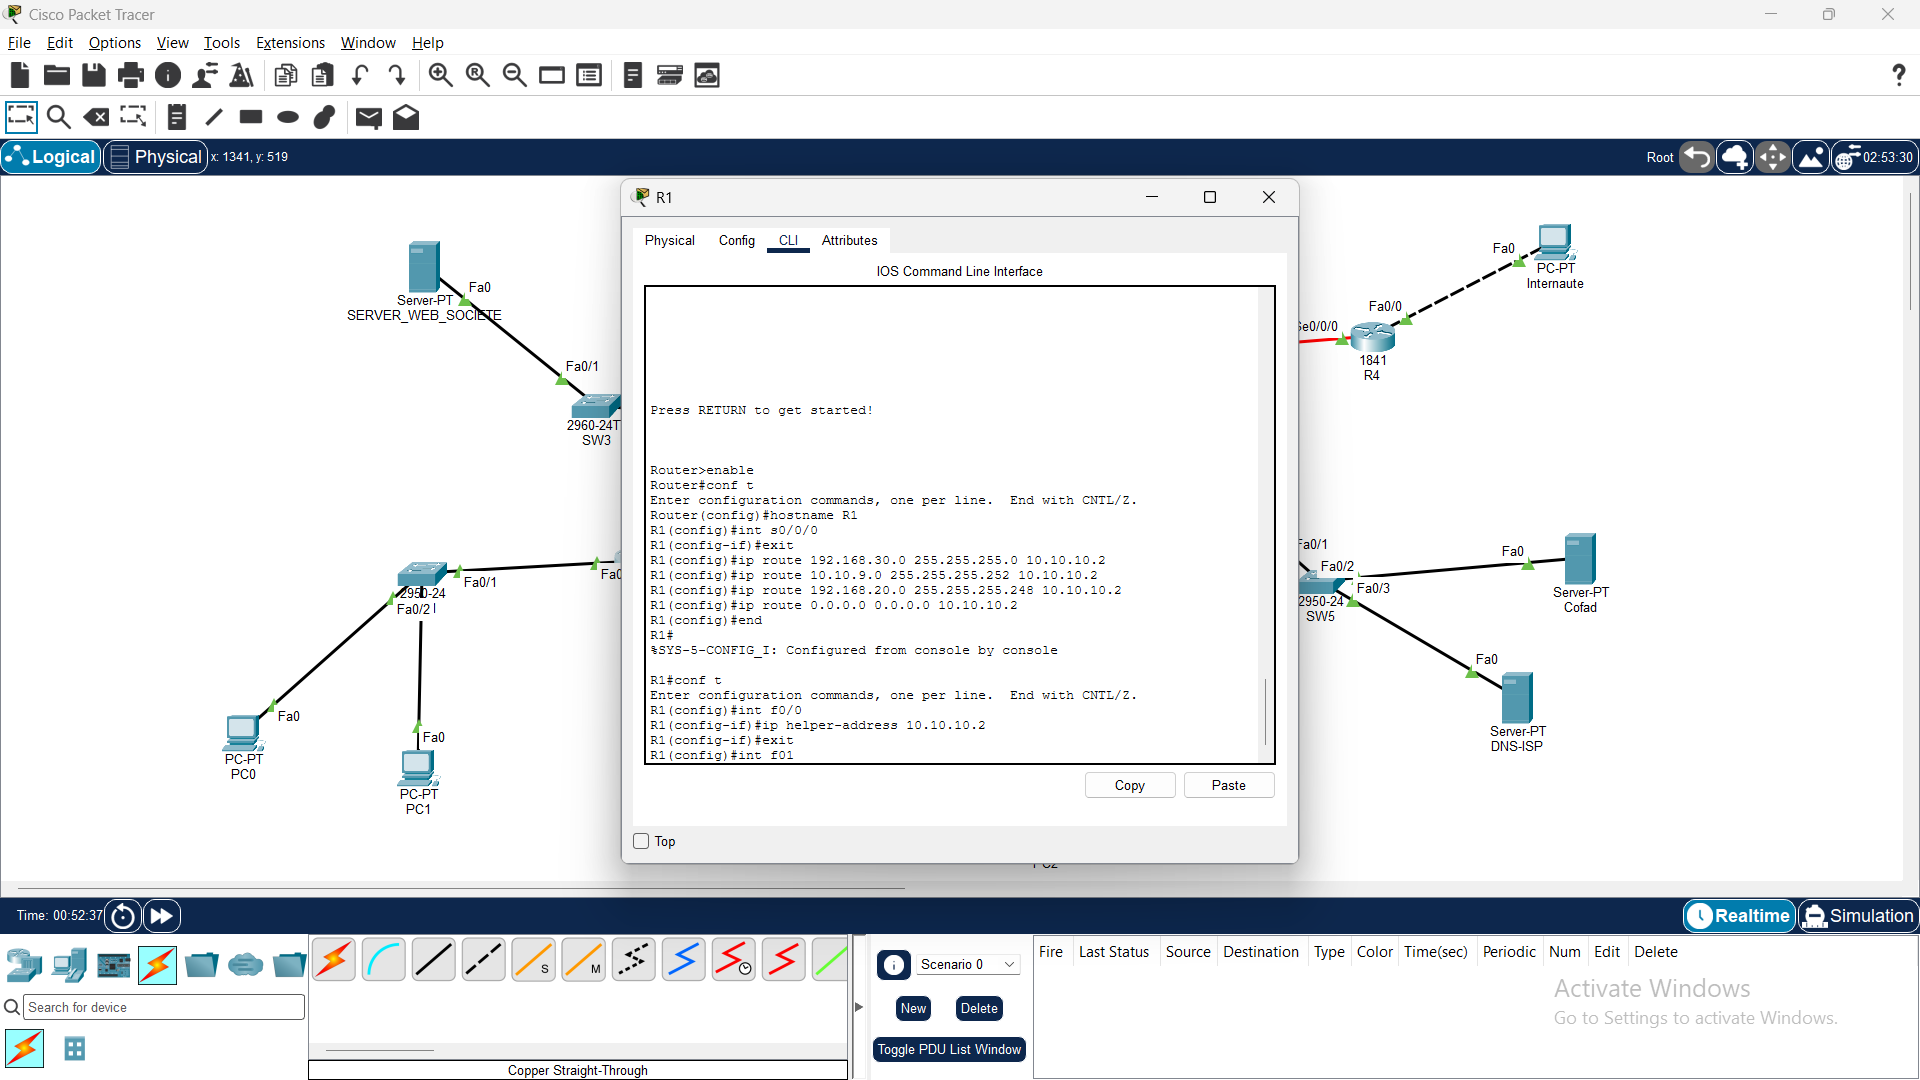 Cisco Packet Tracer
File Edit Options View Tools Extensions Window Help
Logical Physical x: 1341, y: 519 Root 02:53:30
R1
Physical Config CLI Attributes
IOS Command Line Interface
Press RETURN to get started!
Router>enable
Router#conf t
Enter configuration commands, one per line. End with CNTL/Z.
Router(config)#hostname R1
R1(config)#int s0/0/0
R1(config-if)#exit
R1(config)#ip route 192.168.30.0 255.255.255.0 10.10.10.2
R1(config)#ip route 10.10.9.0 255.255.255.252 10.10.10.2
R1(config)#ip route 192.168.20.0 255.255.255.248 10.10.10.2
R1(config)#ip route 0.0.0.0 0.0.0.0 10.10.10.2
R1(config)#end
R1#
%SYS-5-CONFIG_I: Configured from console by console
R1#conf t
Enter configuration commands, one per line. End with CNTL/Z.
R1(config)#int f0/0
R1(config-if)#ip helper-address 10.10.10.2
R1(config-if)#exit
R1(config)#int f01
Copy Paste
Top
Fa0
Server-PT
SERVER_WEB_SOCIETE
Fa0/1
2960-24T
SW3
2950-24
Fa0/1
Fa0/2
Fa0
PC-PT
PC0
Fa0
PC-PT
PC1
Fa0
PC-PT
Internaute
Fa0/0
Se0/0/0
1841
R4
Fa0/1
Fa0/2
Fa0/3
2950-24
SW5
Fa0
Server-PT
Cofad
Fa0
Server-PT
DNS-ISP
PC2
Time: 00:52:37 Realtime Simulation
S M
Search for device
Copper Straight-Through
Scenario 0
New Delete
Toggle PDU List Window
Fire Last Status Source Destination Type Color Time(sec) Periodic Num Edit Delete
Activate Windows
Go to Settings to activate Windows.